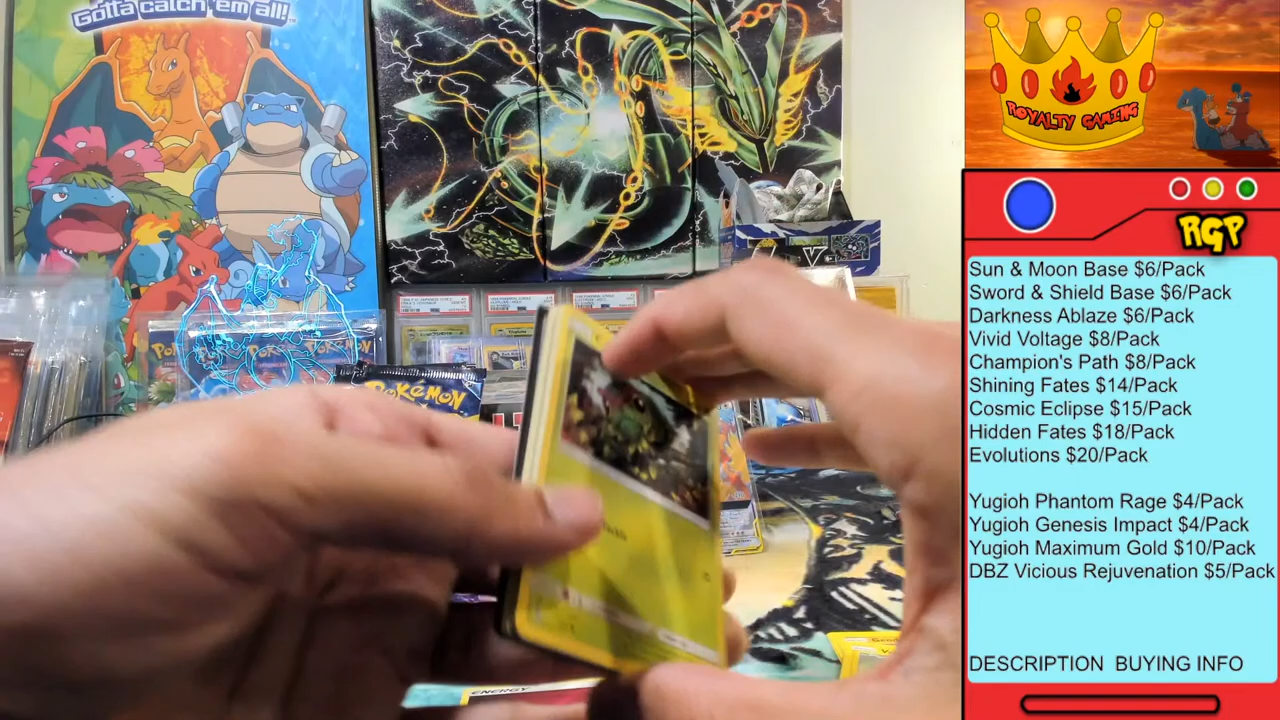 Gotta catch 'em all!
ROYALTY GAMING
RGP
Sun & Moon Base $6/Pack
Sword & Shield Base $6/Pack
Darkness Ablaze $6/Pack
Vivid Voltage $8/Pack
Champion's Path $8/Pack
Shining Fates $14/Pack
Cosmic Eclipse $15/Pack
Hidden Fates $18/Pack
Evolutions $20/Pack
Yugioh Phantom Rage $4/Pack
Yugioh Genesis Impact $4/Pack
Yugioh Maximum Gold $10/Pack
DBZ Vicious Rejuvenation $5/Pack
DESCRIPTION BUYING INFO
POKéMON
ENERGY